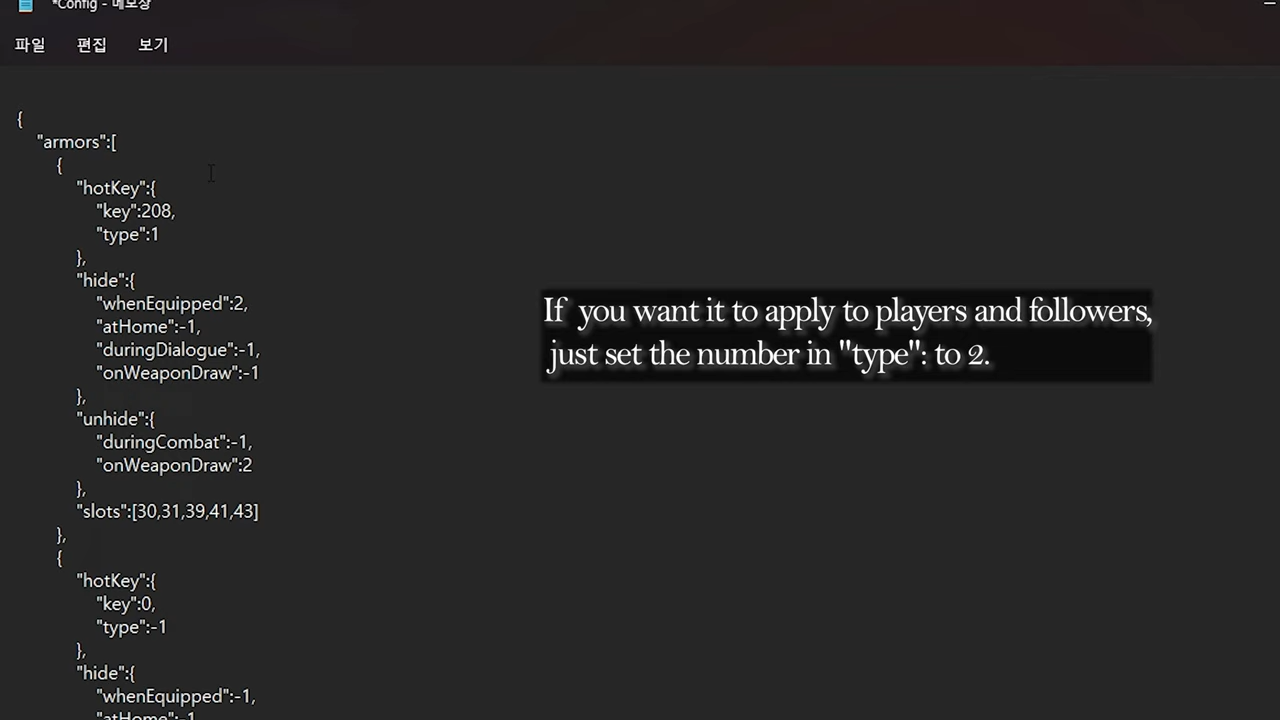 *Config - 메모장
파일 편집 보기
{
"armors":[
{
"hotKey":{
"key":208,
"type":1
},
"hide":{
"whenEquipped":2,
"atHome":-1,
"duringDialogue":-1,
"onWeaponDraw":-1
},
"unhide":{
"duringCombat":-1,
"onWeaponDraw":2
},
"slots":[30,31,39,41,43]
},
{
"hotKey":{
"key":0,
"type":-1
},
"hide":{
"whenEquipped":-1,
"atHome":-1
If you want it to apply to players and followers,
just set the number in "type": to 2.